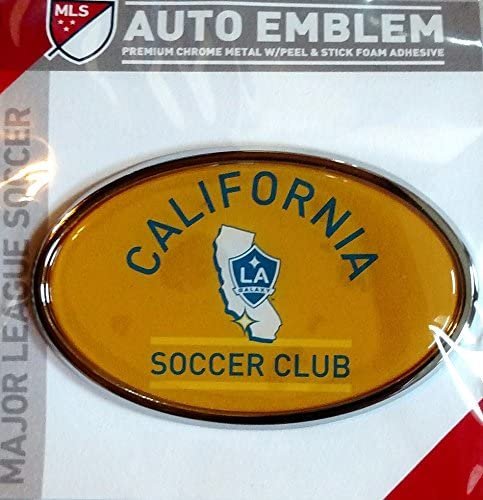 MLS
AUTO EMBLEM
PREMIUM CHROME METAL W/PEEL & STICK FOAM ADHESIVE
MAJOR LEAGUE SOCCER
CALIFORNIA
LA
GALAXY
SOCCER CLUB